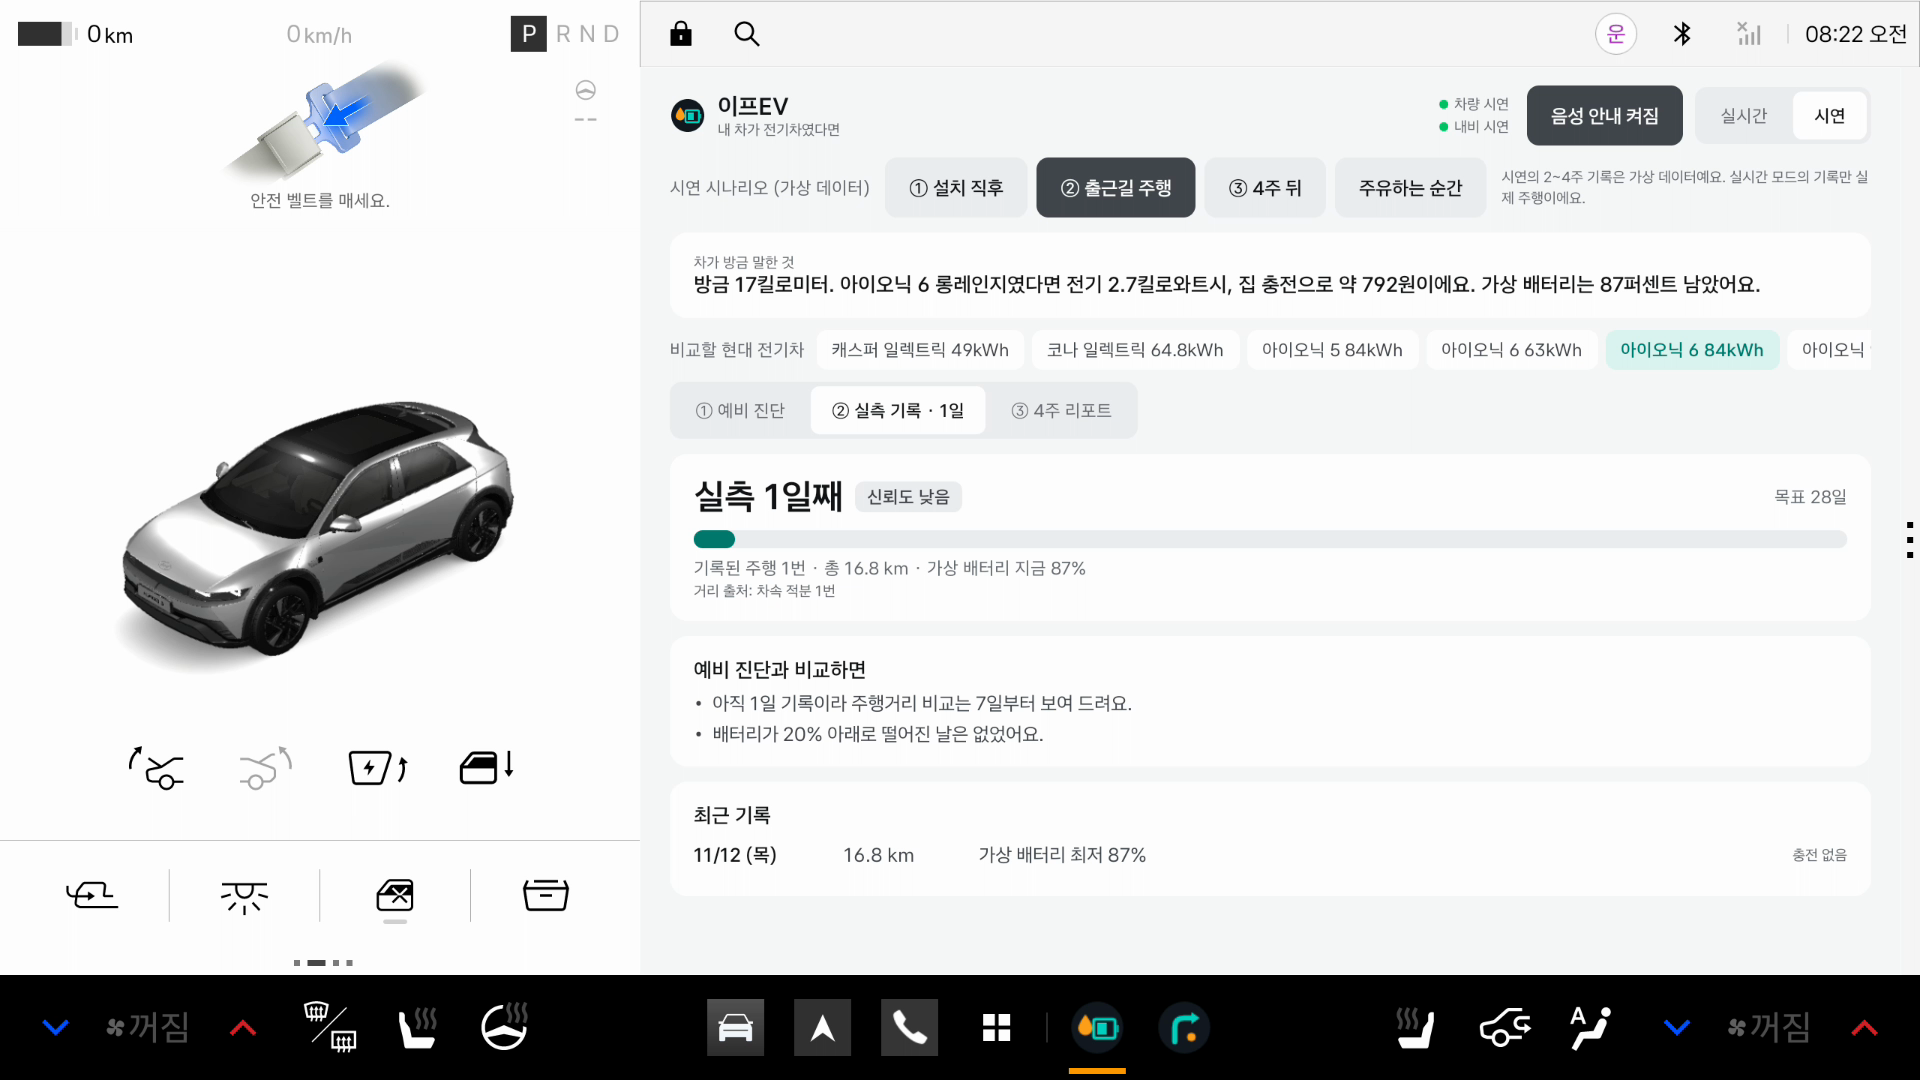 0 km
0 km/h
P R N D
안전 벨트를 매세요.
--
운
08:22 오전
이프EV
내 차가 전기차였다면
차량 시연
내비 시연
음성 안내 켜짐
실시간
시연
시연 시나리오 (가상 데이터)
① 설치 직후
② 출근길 주행
③ 4주 뒤
주유하는 순간
시연의 2~4주 기록은 가상 데이터예요. 실시간 모드의 기록만 실
제 주행이에요.
차가 방금 말한 것
방금 17킬로미터. 아이오닉 6 롱레인지였다면 전기 2.7킬로와트시, 집 충전으로 약 792원이에요. 가상 배터리는 87퍼센트 남았어요.
비교할 현대 전기차
캐스퍼 일렉트릭 49kWh
코나 일렉트릭 64.8kWh
아이오닉 5 84kWh
아이오닉 6 63kWh
아이오닉 6 84kWh
아이오닉
① 예비 진단
② 실측 기록 · 1일
③ 4주 리포트
실측 1일째
신뢰도 낮음
목표 28일
기록된 주행 1번 · 총 16.8 km · 가상 배터리 지금 87%
거리 출처: 차속 적분 1번
예비 진단과 비교하면
• 아직 1일 기록이라 주행거리 비교는 7일부터 보여 드려요.
• 배터리가 20% 아래로 떨어진 날은 없었어요.
최근 기록
11/12 (목)
16.8 km
가상 배터리 최저 87%
충전 없음
꺼짐
A
꺼짐